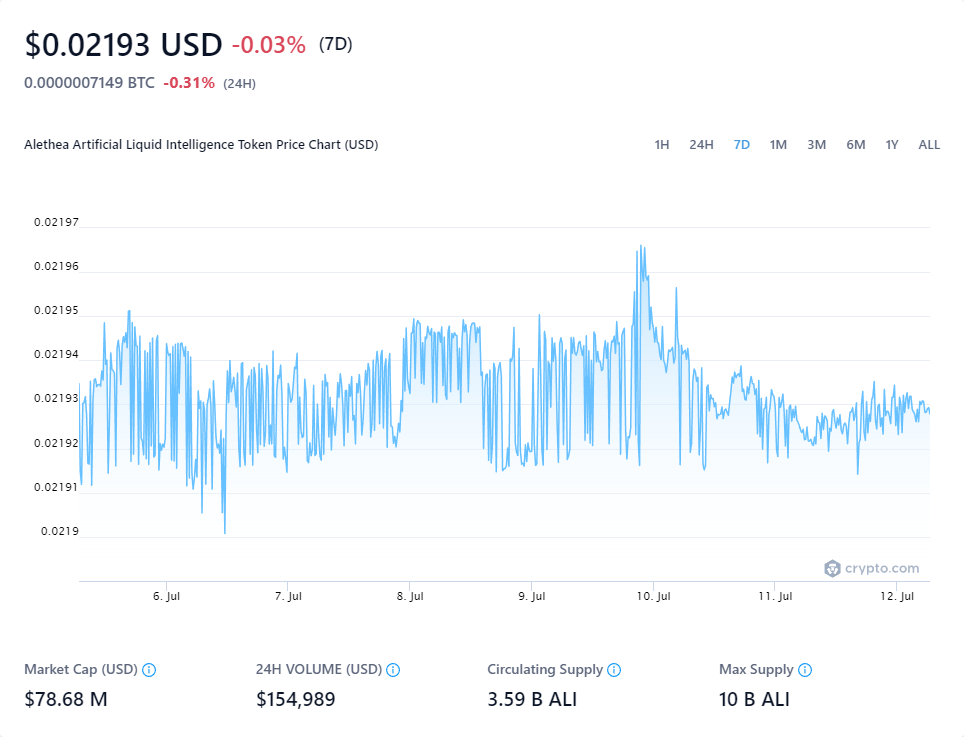 $0.02193 USD -0.03% (7D)
0.0000007149 BTC -0.31% (24H)
Alethea Artificial Liquid Intelligence Token Price Chart (USD)
1H 24H 7D 1M 3M 6M 1Y ALL
0.02197
0.02196
0.02195
0.02194
0.02193
0.02192
0.02191
0.0219
crypto.com
6. Jul 7. Jul 8. Jul 9. Jul 10. Jul 11. Jul 12. Jul
Market Cap (USD) 24H VOLUME (USD) Circulating Supply Max Supply
$78.68 M $154,989 3.59 B ALI 10 B ALI